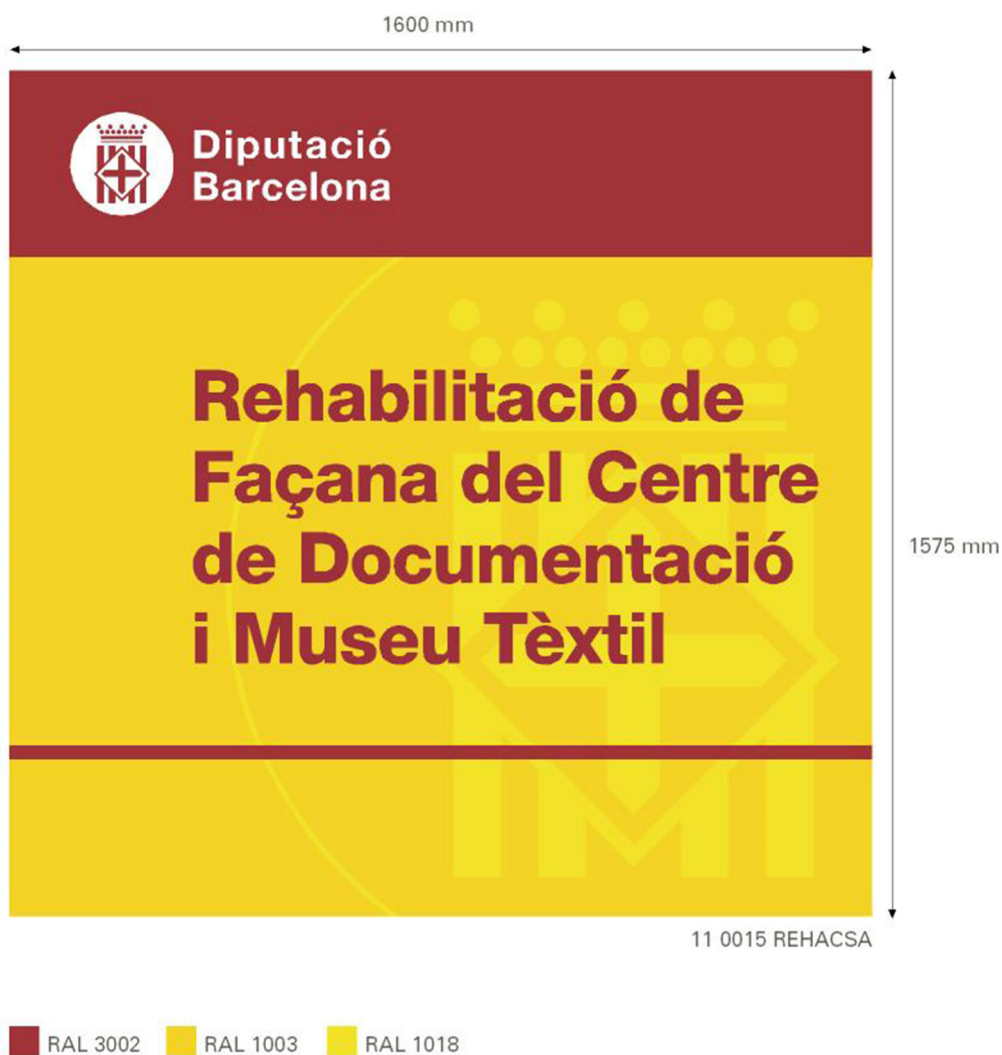 1600 mm
Diputació
Barcelona
Rehabilitació de
Façana del Centre
de Documentació
i Museu Tèxtil
1575 mm
11 0015 REHACSA
RAL 3002 RAL 1003 RAL 1018